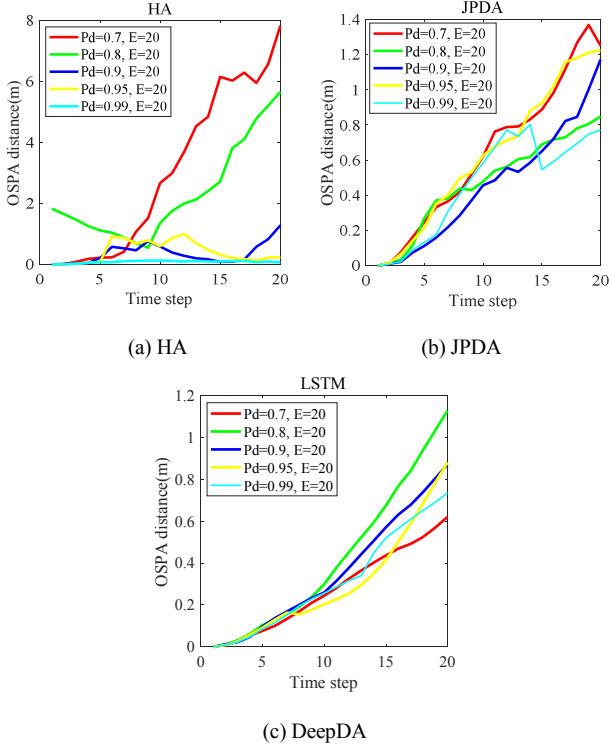 HA
OSPA distance(m)
8
6
4
2
0
Pd=0.7, E=20
Pd=0.8, E=20
Pd=0.9, E=20
Pd=0.95, E=20
Pd=0.99, E=20
0 5 10 15 20
Time step
(a) HA
JPDA
OSPA distance(m)
1.4
1.2
1
0.8
0.6
0.4
0.2
0
Pd=0.7, E=20
Pd=0.8, E=20
Pd=0.9, E=20
Pd=0.95, E=20
Pd=0.99, E=20
0 5 10 15 20
Time step
(b) JPDA
LSTM
OSPA distance(m)
1.2
1
0.8
0.6
0.4
0.2
0
Pd=0.7, E=20
Pd=0.8, E=20
Pd=0.9, E=20
Pd=0.95, E=20
Pd=0.99, E=20
0 5 10 15 20
Time step
(c) DeepDA